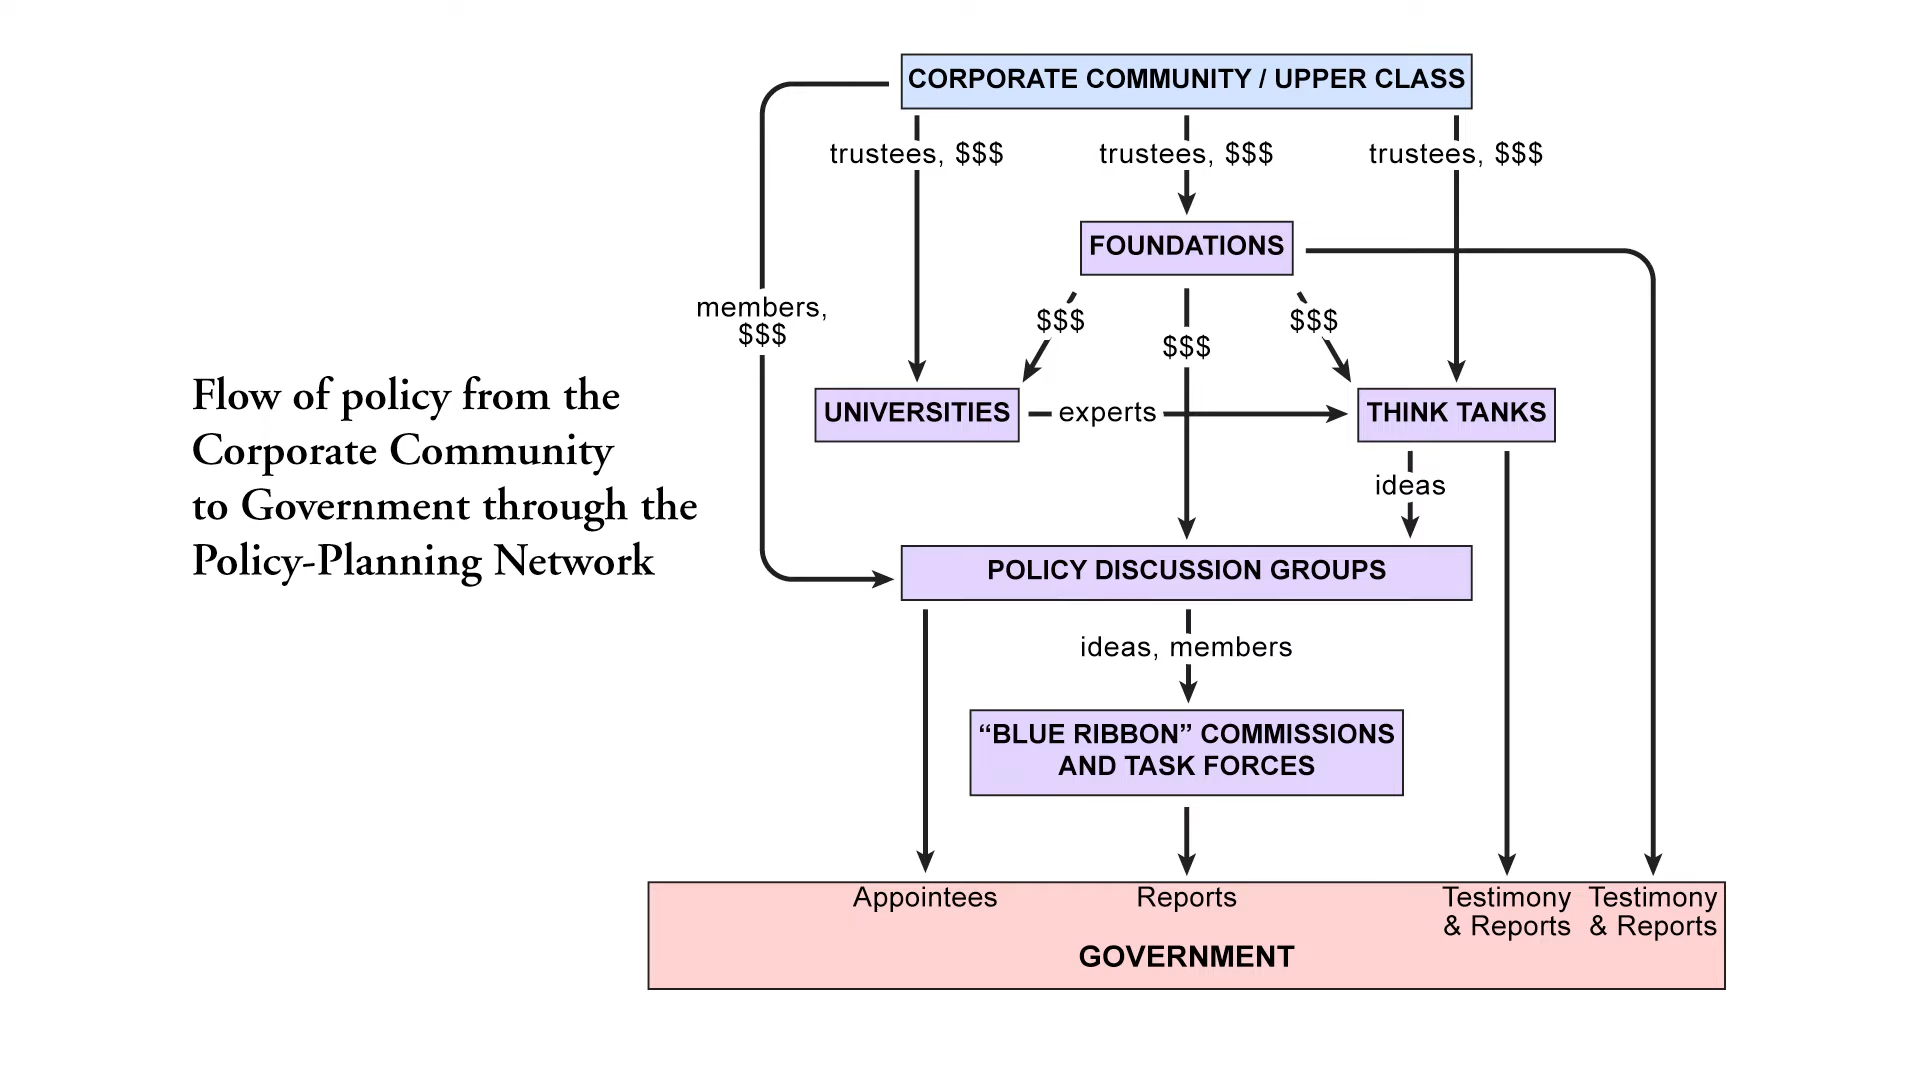 CORPORATE COMMUNITY / UPPER CLASS
trustees, $$$
trustees, $$$
trustees, $$$
FOUNDATIONS
members,
$$$
$$$
$$$
$$$
Flow of policy from the
Corporate Community
to Government through the
Policy-Planning Network
UNIVERSITIES
experts
THINK TANKS
ideas
POLICY DISCUSSION GROUPS
ideas, members
“BLUE RIBBON” COMMISSIONS
AND TASK FORCES
Appointees
Reports
Testimony
& Reports
Testimony
& Reports
GOVERNMENT